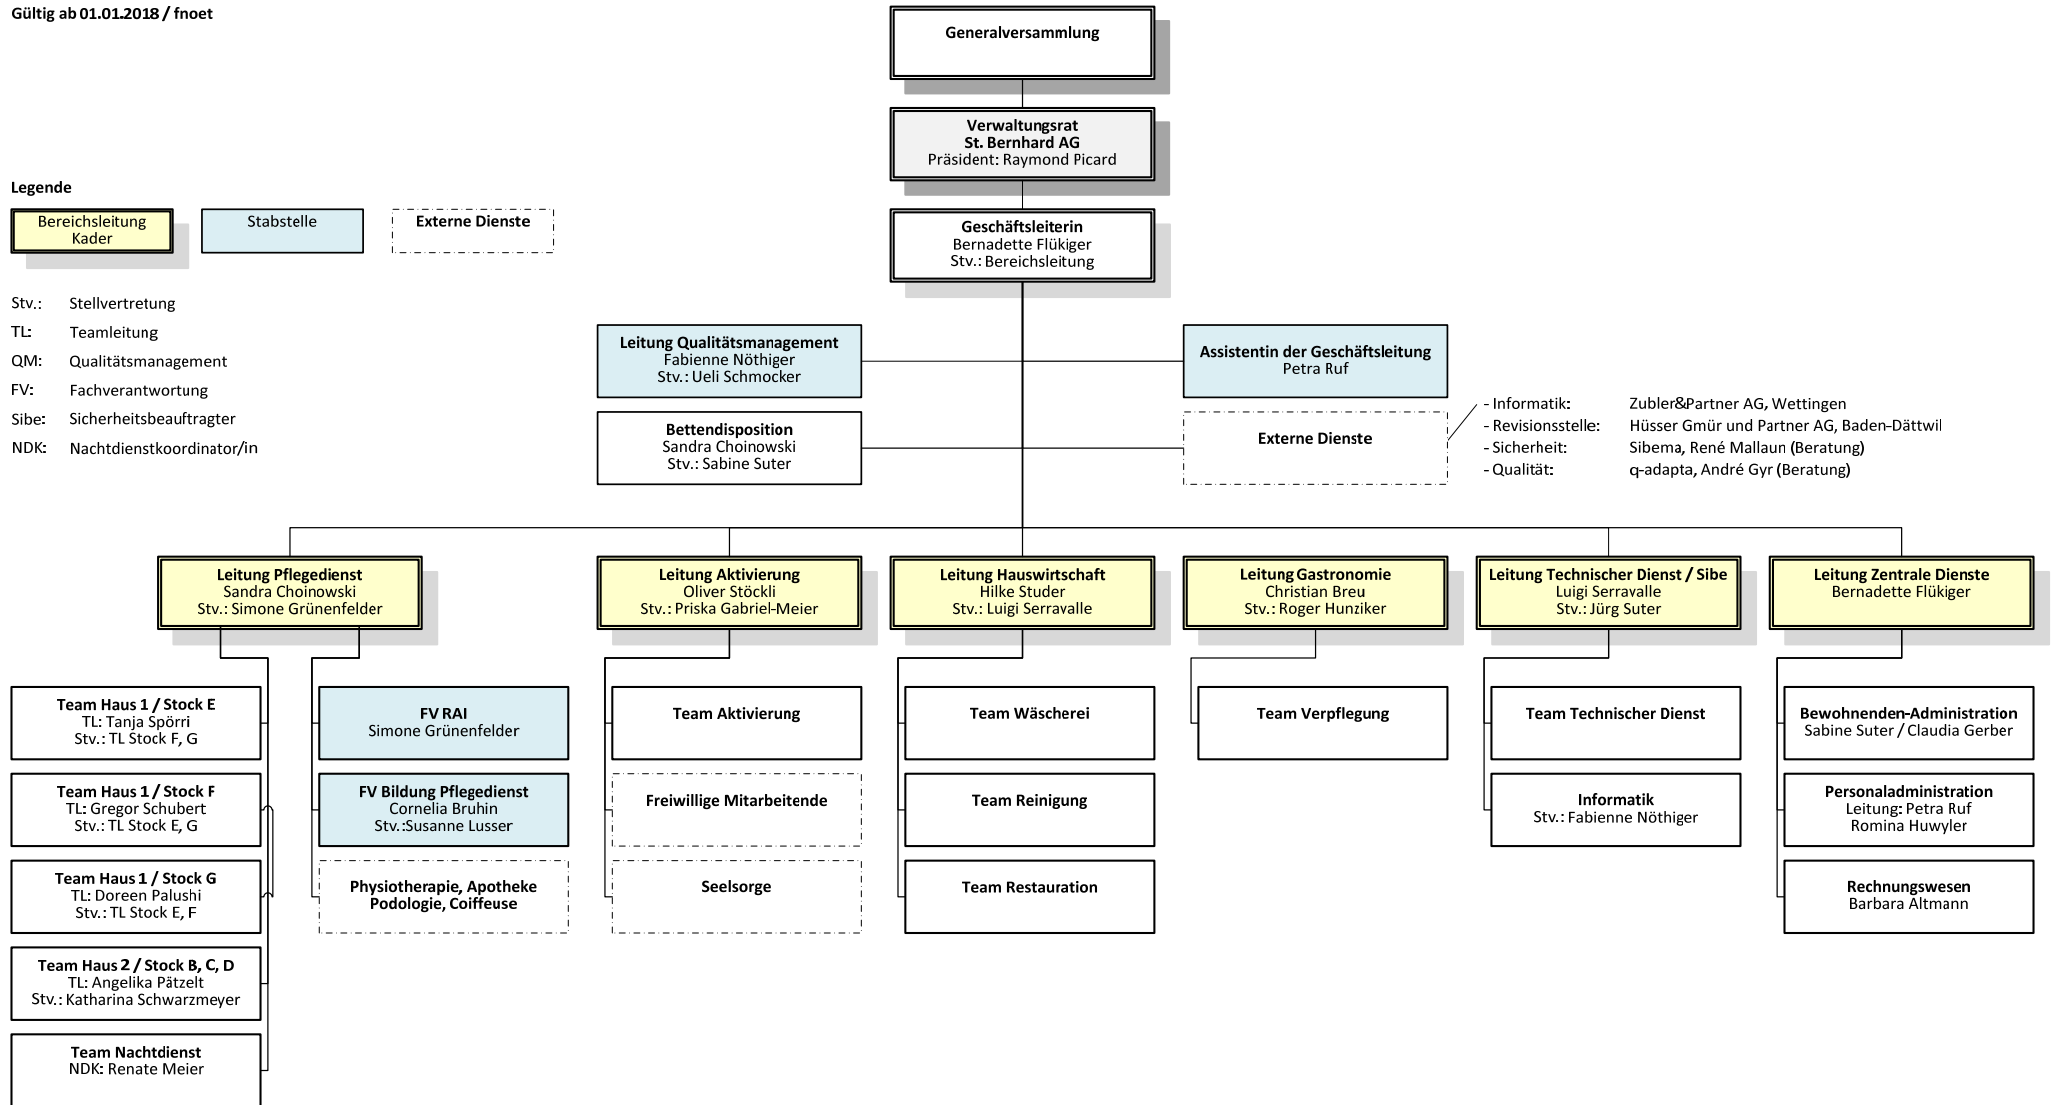 Gültig ab 01.01.2018 / fnoet
Generalversammlung
Verwaltungsrat
St. Bernhard AG
Präsident: Raymond Picard
Geschäftsleiterin
Bernadette Flükiger
Stv.: Bereichsleitung
Legende
Bereichsleitung
Kader
Stabstelle
Externe Dienste
Stv.: Stellvertretung
TL: Teamleitung
QM: Qualitätsmanagement
FV: Fachverantwortung
Sibe: Sicherheitsbeauftragter
NDK: Nachtdienstkoordinator/in
Leitung Qualitätsmanagement
Fabienne Nöthiger
Stv.: Ueli Schmocker
Assistentin der Geschäftsleitung
Petra Ruf
Bettendisposition
Sandra Choinowski
Stv.: Sabine Suter
Externe Dienste
- Informatik: Zubler&Partner AG, Wettingen
- Revisionsstelle: Hüsser Gmür und Partner AG, Baden-Dättwil
- Sicherheit: Sibema, René Mallaun (Beratung)
- Qualität: q-adapta, André Gyr (Beratung)
Leitung Pflegedienst
Sandra Choinowski
Stv.: Simone Grünenfelder
Leitung Aktivierung
Oliver Stöckli
Stv.: Priska Gabriel-Meier
Leitung Hauswirtschaft
Hilke Studer
Stv.: Luigi Serravalle
Leitung Gastronomie
Christian Breu
Stv.: Roger Hunziker
Leitung Technischer Dienst / Sibe
Luigi Serravalle
Stv.: Jürg Suter
Leitung Zentrale Dienste
Bernadette Flükiger
Team Haus 1 / Stock E
TL: Tanja Spörri
Stv.: TL Stock F, G
Team Haus 1 / Stock F
TL: Gregor Schubert
Stv.: TL Stock E, G
Team Haus 1 / Stock G
TL: Doreen Palushi
Stv.: TL Stock E, F
Team Haus 2 / Stock B, C, D
TL: Angelika Pätzelt
Stv.: Katharina Schwarzmeyer
Team Nachtdienst
NDK: Renate Meier
FV RAI
Simone Grünenfelder
FV Bildung Pflegedienst
Cornelia Bruhin
Stv.:Susanne Lusser
Physiotherapie, Apotheke
Podologie, Coiffeuse
Team Aktivierung
Freiwillige Mitarbeitende
Seelsorge
Team Wäscherei
Team Reinigung
Team Restauration
Team Verpflegung
Team Technischer Dienst
Informatik
Stv.: Fabienne Nöthiger
Bewohnenden-Administration
Sabine Suter / Claudia Gerber
Personaladministration
Leitung: Petra Ruf
Romina Huwyler
Rechnungswesen
Barbara Altmann